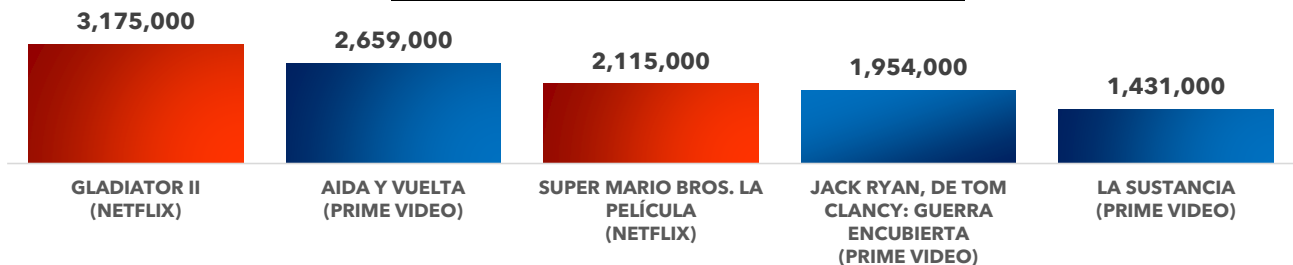 3,175,000
2,659,000
2,115,000
1,954,000
1,431,000
GLADIATOR II
(NETFLIX)
AIDA Y VUELTA
(PRIME VIDEO)
SUPER MARIO BROS. LA
PELÍCULA
(NETFLIX)
JACK RYAN, DE TOM
CLANCY: GUERRA
ENCUBIERTA
(PRIME VIDEO)
LA SUSTANCIA
(PRIME VIDEO)